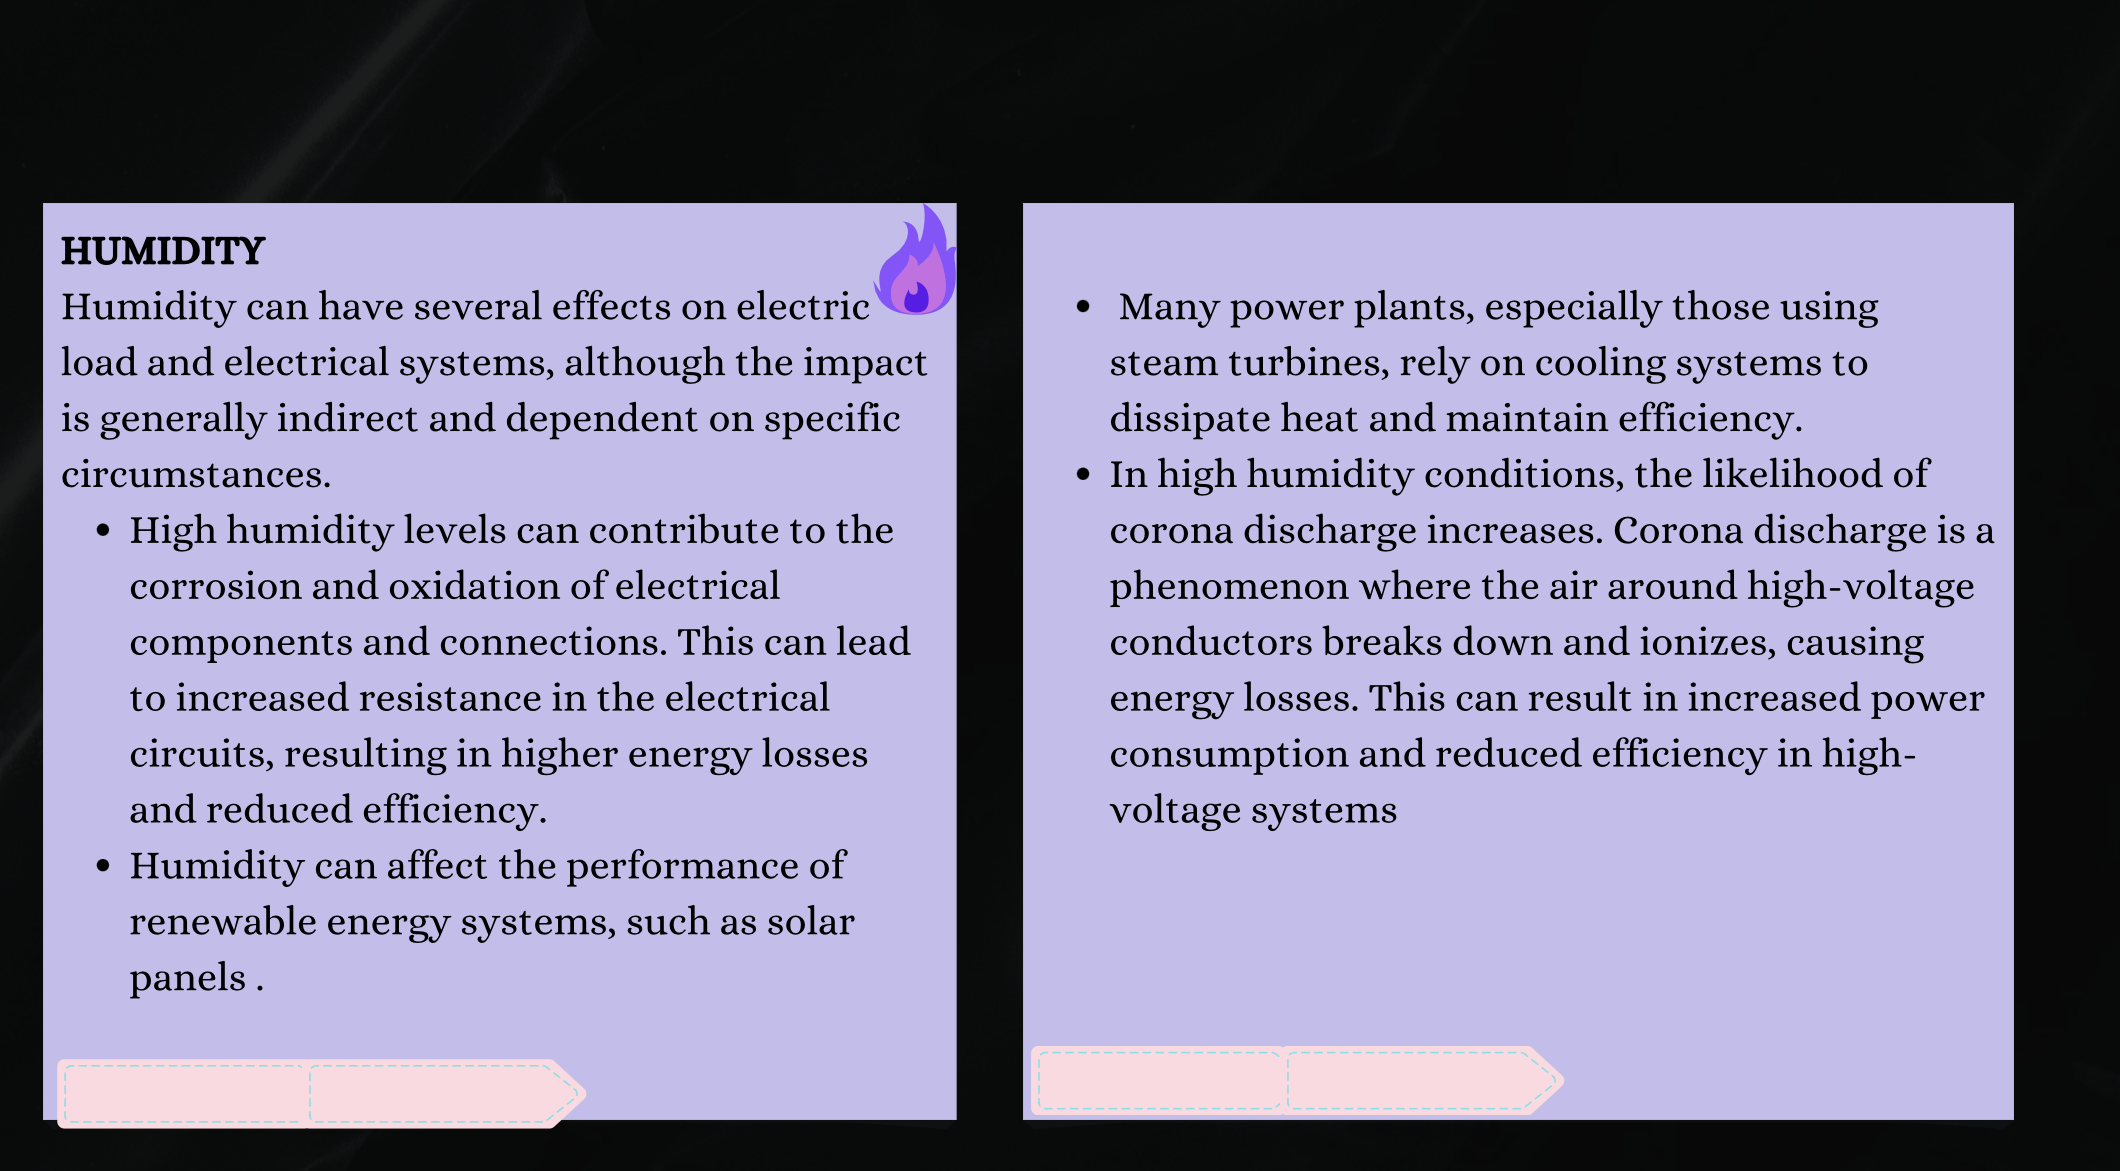 HUMIDITY
Humidity can have several effects on electric
load and electrical systems, although the impact
is generally indirect and dependent on specific
circumstances.
• High humidity levels can contribute to the
corrosion and oxidation of electrical
components and connections. This can lead
to increased resistance in the electrical
circuits, resulting in higher energy losses
and reduced efficiency.
• Humidity can affect the performance of
renewable energy systems, such as solar
panels .
• Many power plants, especially those using
steam turbines, rely on cooling systems to
dissipate heat and maintain efficiency.
• In high humidity conditions, the likelihood of
corona discharge increases. Corona discharge is a
phenomenon where the air around high-voltage
conductors breaks down and ionizes, causing
energy losses. This can result in increased power
consumption and reduced efficiency in high-
voltage systems